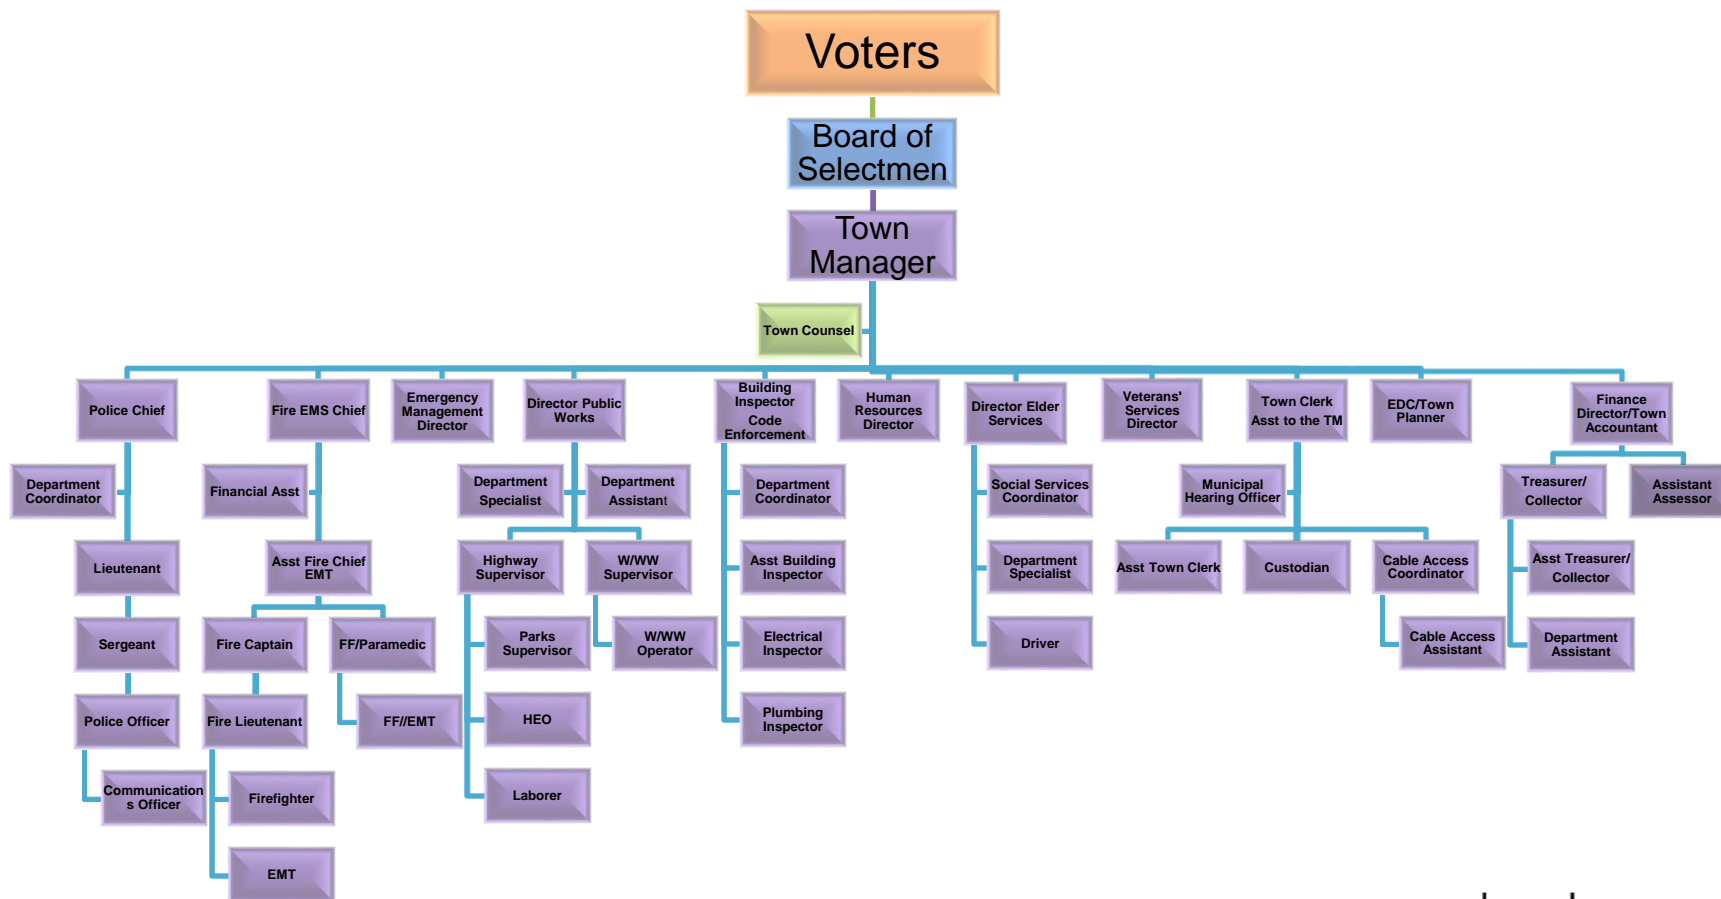 Voters
Board of
Selectmen
Town
Manager
Town Counsel
Police Chief
Fire EMS Chief
Emergency
Management
Director
Director Public
Works
Building
Inspector
Code
Enforcement
Human
Resources
Director
Director Elder
Services
Veterans'
Services
Director
Town Clerk
Asst to the TM
EDC/Town
Planner
Finance
Director/Town
Accountant
Department
Coordinator
Financial Asst
Department
Specialist
Department
Assistant
Department
Coordinator
Social Services
Coordinator
Municipal
Hearing Officer
Treasurer/
Collector
Assistant
Assessor
Lieutenant
Asst Fire Chief
EMT
Highway
Supervisor
W/WW
Supervisor
Asst Building
Inspector
Department
Specialist
Asst Town Clerk
Custodian
Cable Access
Coordinator
Asst Treasurer/
Collector
Sergeant
Fire Captain
FF/Paramedic
Parks
Supervisor
W/WW
Operator
Electrical
Inspector
Driver
Cable Access
Assistant
Department
Assistant
Police Officer
Fire Lieutenant
FF//EMT
HEO
Plumbing
Inspector
Communication
s Officer
Firefighter
Laborer
EMT